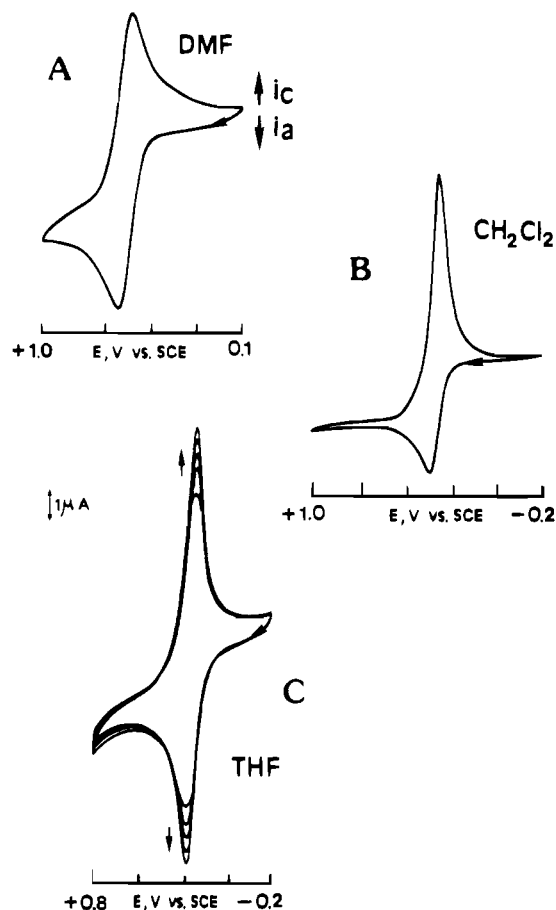 A
DMF
ic
ia
+1.0 E, V vs. SCE 0.1
B
CH2Cl2
+1.0 E, V vs. SCE -0.2
1μA
C
THF
+0.8 E, V vs. SCE -0.2